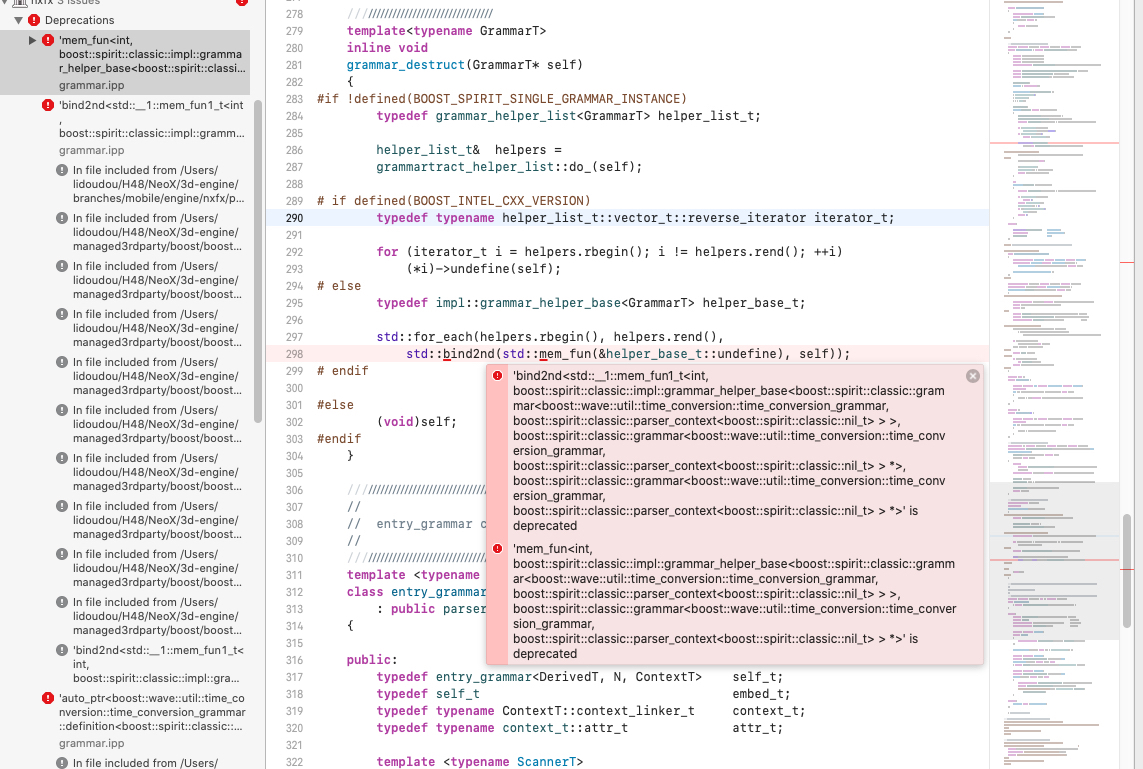 nxfx 3 issues
Deprecations
'mem_fun<int,
boost::spirit::classic::impl::gramma
r_helper_base<boost::spirit::classic...
grammar.ipp
'bind2nd<std::__1::mem_fun1_t<int
,
boost::spirit::classic::impl::gramm...
grammar.ipp
In file included from /Users/
lidoudou/H48/NeoX/3d-engine/
branches/mobile/engine/nxfx/p...
In file included from /Users/
lidoudou/H48/NeoX/3d-engine/
managed3rdparty/boost/boost...
In file included from /Users/
lidoudou/H48/NeoX/3d-engine/
managed3rdparty/boost/boost...
In file included from /Users/
lidoudou/H48/NeoX/3d-engine/
managed3rdparty/boost/boost...
In file included from /Users/
lidoudou/H48/NeoX/3d-engine/
managed3rdparty/boost/boost...
In file included from /Users/
lidoudou/H48/NeoX/3d-engine/
managed3rdparty/boost/boost...
In file included from /Users/
lidoudou/H48/NeoX/3d-engine/
managed3rdparty/boost/boost...
In file included from /Users/
lidoudou/H48/NeoX/3d-engine/
managed3rdparty/boost/boost...
In file included from /Users/
lidoudou/H48/NeoX/3d-engine/
managed3rdparty/boost/boost...
In file included from /Users/
lidoudou/H48/NeoX/3d-engine/
managed3rdparty/boost/boost...
'bind2nd<std::__1::mem_fun1_t<
int,
boost::spirit::classic::impl::gra...
'auto_ptr<boost::wave::util::time_co
nversion::time_conversion_grammar
::definition<boost::spirit::classic::...
grammar.ipp
In file included from /Users/
278 ///////////////////////
279 template<typename GrammarT>
280 inline void
281 grammar_destruct(GrammarT* self)
282 {
283 #if !defined(BOOST_SPIRIT_SINGLE_GRAMMAR_INSTANCE)
284 typedef grammar_helper_list<GrammarT> helper_list_t;
285
286 helper_list_t& helpers =
287 grammartract_helper_list::do_(self);
288
289 # if defined(BOOST_INTEL_CXX_VERSION)
290 typedef typename helper_list_t::vector_t::reverse_iterator iterator_t;
291
292 for (iterator_t i = helpers.rbegin(); i != helpers.rend(); ++i)
293 (*i)->undefine(self);
294 # else
295 typedef impl::grammar_helper_base<GrammarT> helper_base_t;
296
297 std::for_each(helpers.rbegin(), helpers.rend(),
298 std::bind2nd(std::mem_fun(&helper_base_t::undefine), self));
299 # endif
300
301 #else
302 (void)self;
303 #endif
304 }
305
306 ///////////////////////
307 //
308 // entry_grammar c
309 //
310 ///////////////////////
311 template <typename
312 class entry_grammar
313 : public parser
314 {
315
316 public:
317 typedef entry_grammar<DerivedT, N, ContextT> self_t;
318 typedef self_t embed_t;
319 typedef typename ContextT::context_linker_t context_t;
320 typedef typename context_t::attr_t attr_t;
321
322 template <typename ScannerT>
'bind2nd<std::__1::mem_fun1_t<int,
boost::spirit::classic::impl::grammar_helper_base<boost::spirit::classic::gram
mar<boost::wave::util::time_conversion::time_conversion_grammar,
boost::spirit::classic::parser_context<boost::spirit::classic::nil_t> > >,
boost::spirit::classic::grammar<boost::wave::util::time_conversion::time_conv
ersion_grammar,
boost::spirit::classic::parser_context<boost::spirit::classic::nil_t> > *>,
boost::spirit::classic::grammar<boost::wave::util::time_conversion::time_conv
ersion_grammar,
boost::spirit::classic::parser_context<boost::spirit::classic::nil_t> > *>' is
deprecated
'mem_fun<int,
boost::spirit::classic::impl::grammar_helper_base<boost::spirit::classic::gramm
ar<boost::wave::util::time_conversion::time_conversion_grammar,
boost::spirit::classic::parser_context<boost::spirit::classic::nil_t> > >,
boost::spirit::classic::grammar<boost::wave::util::time_conversion::time_conver
sion_grammar,
boost::spirit::classic::parser_context<boost::spirit::classic::nil_t> > *>' is
deprecated